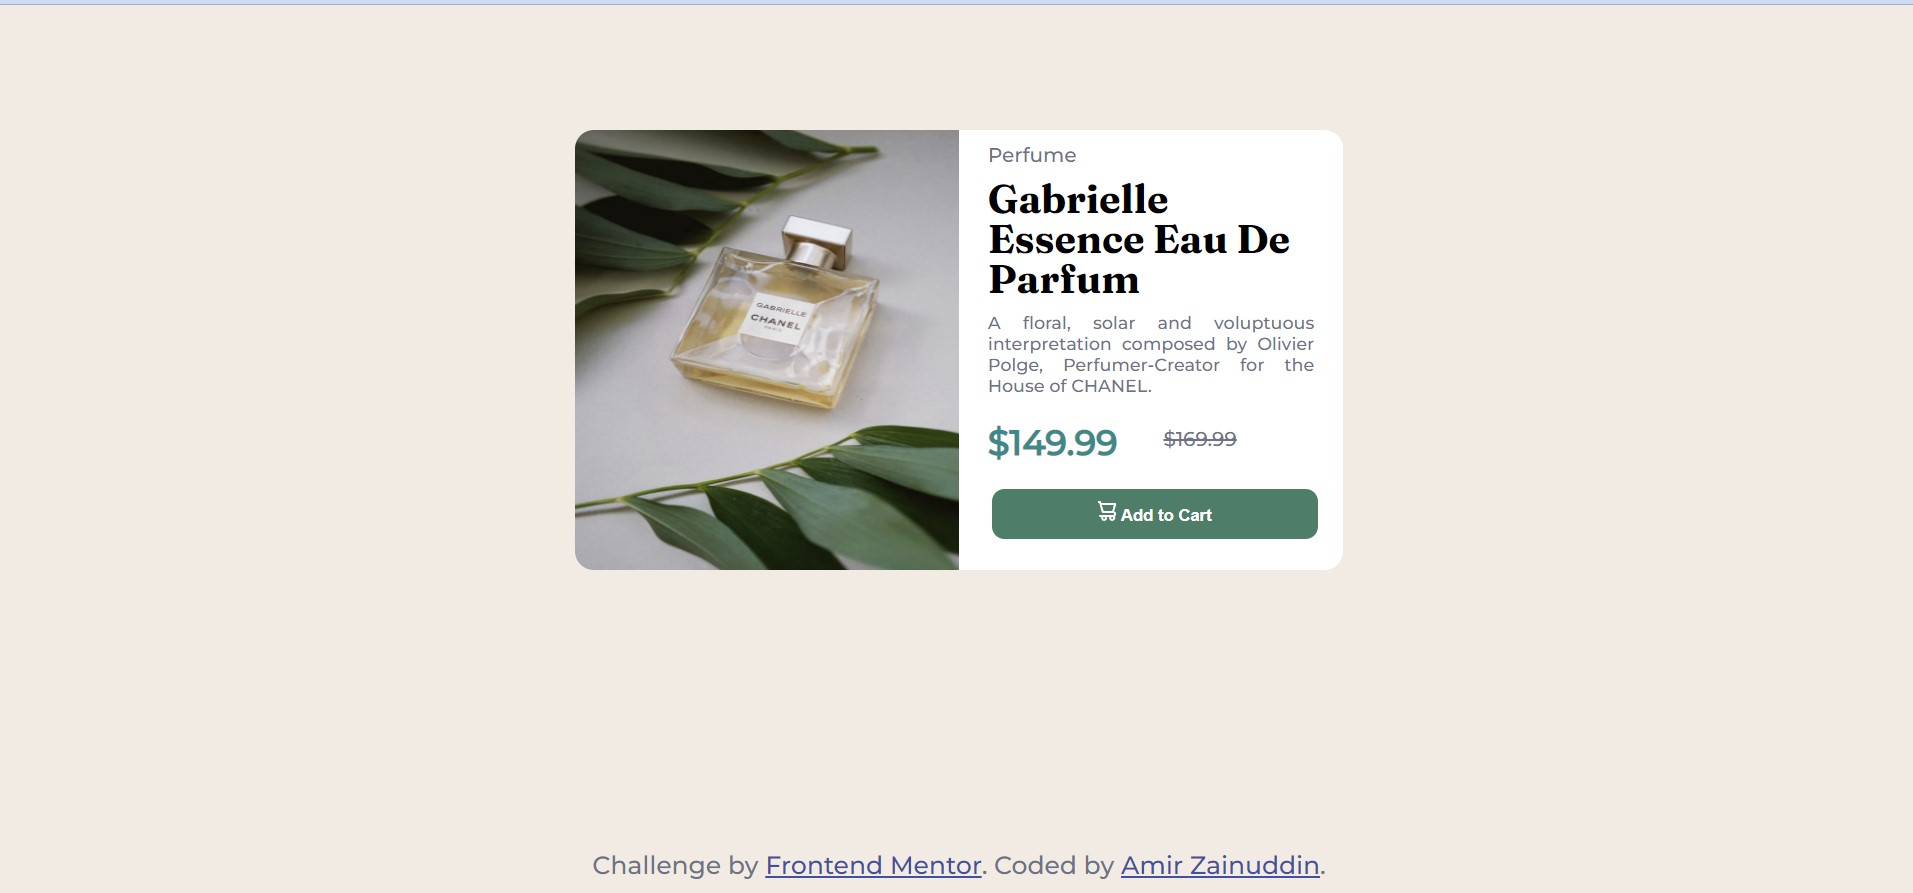 GABRIELLE
CHANEL
PARIS
Perfume
Gabrielle
Essence Eau De
Parfum
A floral, solar and voluptuous
interpretation composed by Olivier
Polge, Perfumer-Creator for the
House of CHANEL.
$149.99 $169.99
Add to Cart
Challenge by Frontend Mentor. Coded by Amir Zainuddin.